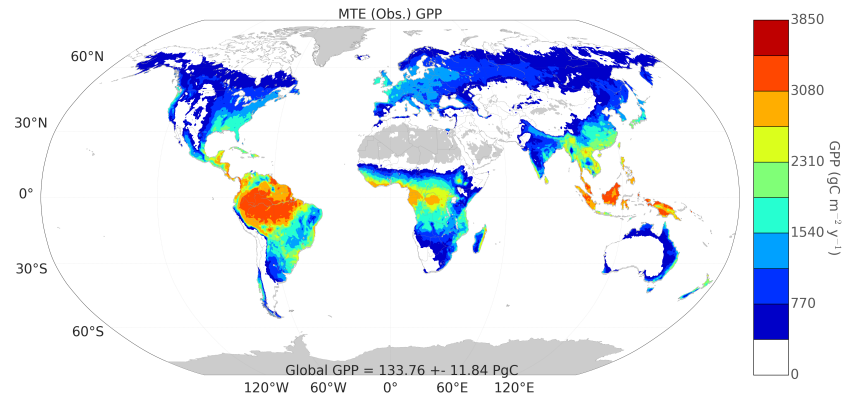 MTE (Obs.) GPP
60°N
30°N
0°
30°S
60°S
Global GPP = 133.76 +- 11.84 PgC
120°W 60°W 0° 60°E 120°E
3850
3080
2310
1540
770
0
GPP (gC m⁻² y⁻¹)